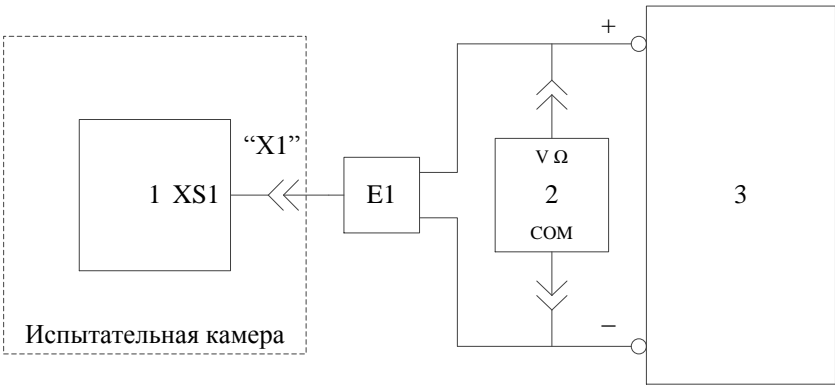 +
“X1”
V Ω
1 XS1
E1
2
3
COM
–
Испытательная камера